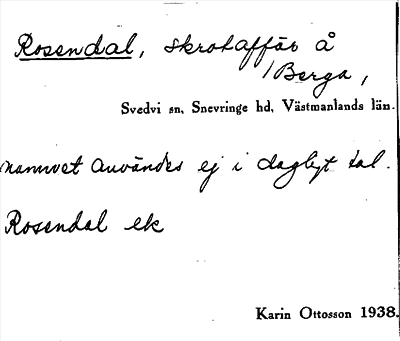 Rosendal, skrotaffär å
Berga,
Svedvi sn, Snevringe hd, Västmanlands län.
namnet användes ej i dagligt tal.
Rosendal ek
Karin Ottosson 1938.